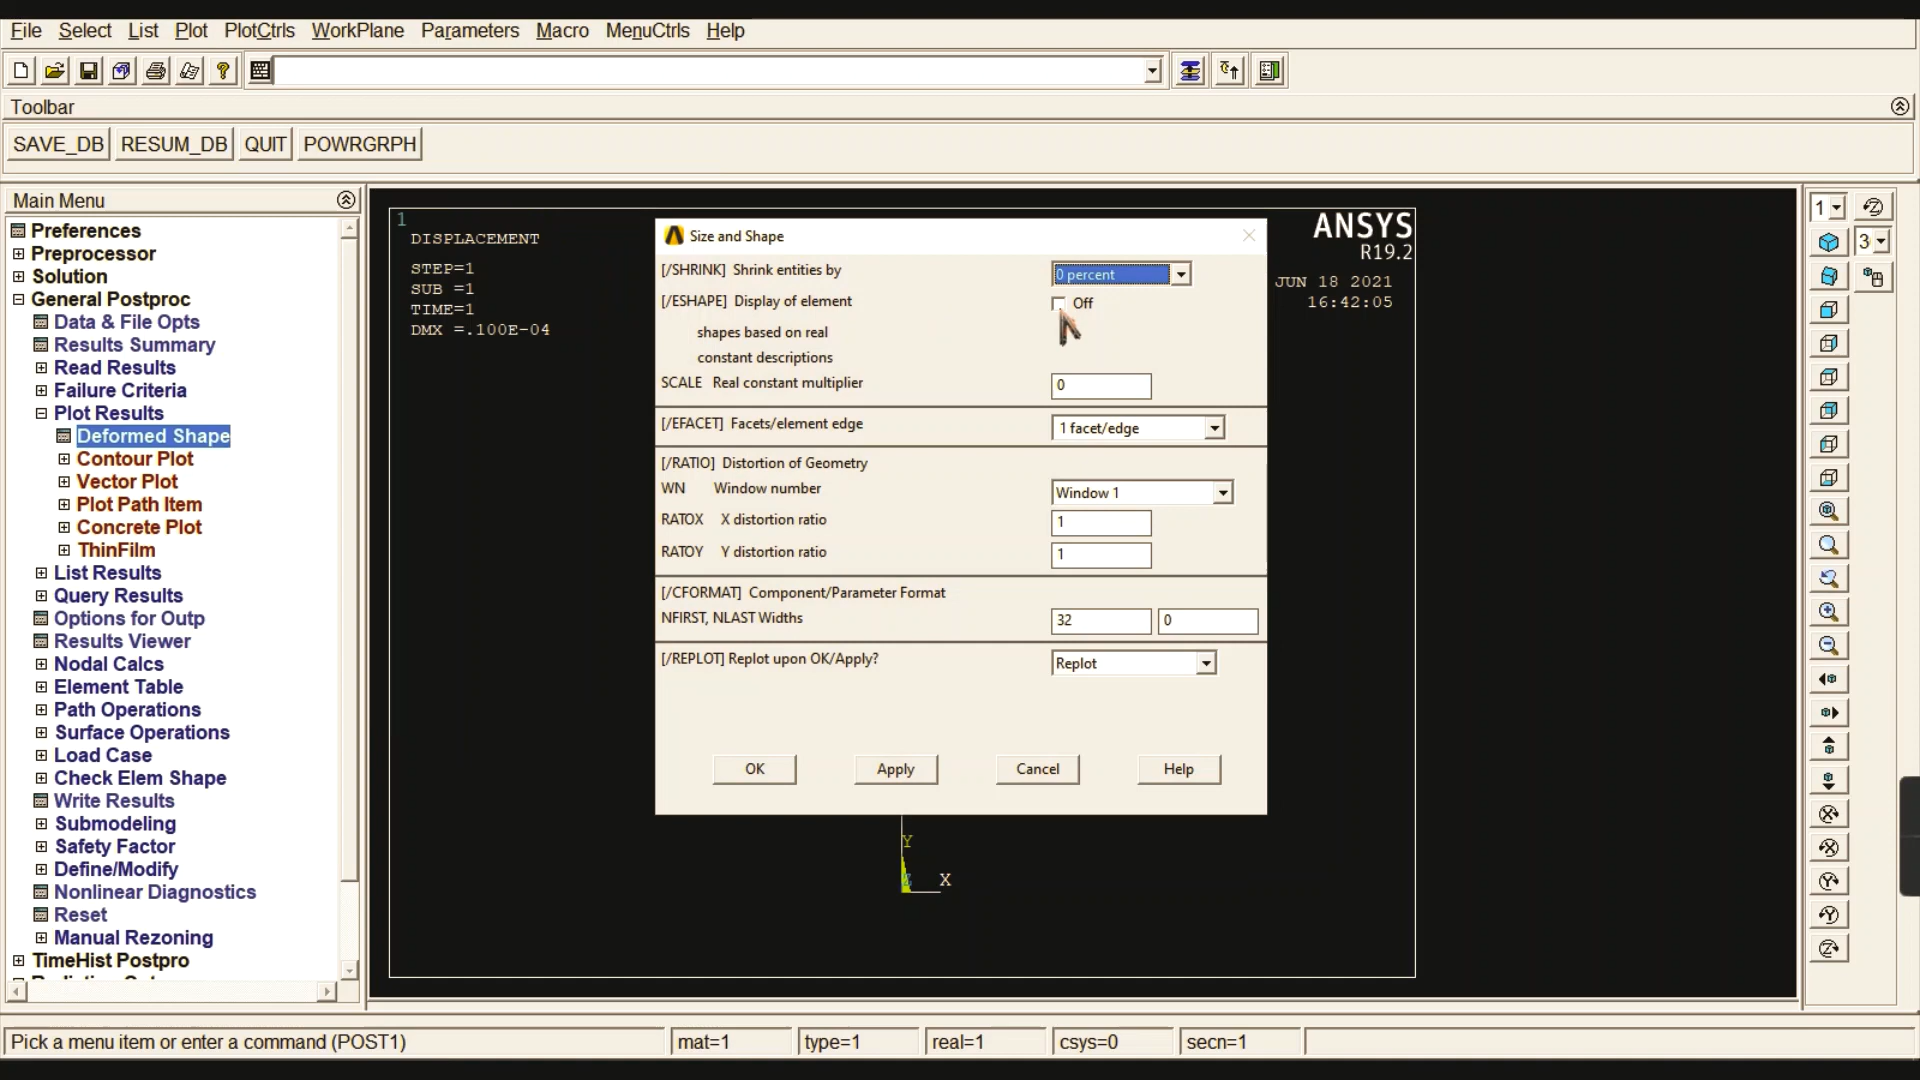 File Select List Plot PlotCtrls WorkPlane Parameters Macro MenuCtrls Help
Toolbar
SAVE_DB RESUM_DB QUIT POWRGRPH
Main Menu
Preferences
Preprocessor
Solution
General Postproc
Data & File Opts
Results Summary
Read Results
Failure Criteria
Plot Results
Deformed Shape
Contour Plot
Vector Plot
Plot Path Item
Concrete Plot
ThinFilm
List Results
Query Results
Options for Outp
Results Viewer
Nodal Calcs
Element Table
Path Operations
Surface Operations
Load Case
Check Elem Shape
Write Results
Submodeling
Safety Factor
Define/Modify
Nonlinear Diagnostics
Reset
Manual Rezoning
TimeHist Postpro
1
DISPLACEMENT
STEP=1
SUB =1
TIME=1
DMX =.100E-04
ANSYS
R19.2
JUN 18 2021
16:42:05
Size and Shape
[/SHRINK] Shrink entities by 0 percent
[/ESHAPE] Display of element Off
shapes based on real
constant descriptions
SCALE Real constant multiplier 0
[/EFACET] Facets/element edge 1 facet/edge
[/RATIO] Distortion of Geometry
WN Window number Window 1
RATOX X distortion ratio 1
RATOY Y distortion ratio 1
[/CFORMAT] Component/Parameter Format
NFIRST, NLAST Widths 32 0
[/REPLOT] Replot upon OK/Apply? Replot
OK Apply Cancel Help
Y
X
1
3
Pick a menu item or enter a command (POST1) mat=1 type=1 real=1 csys=0 secn=1